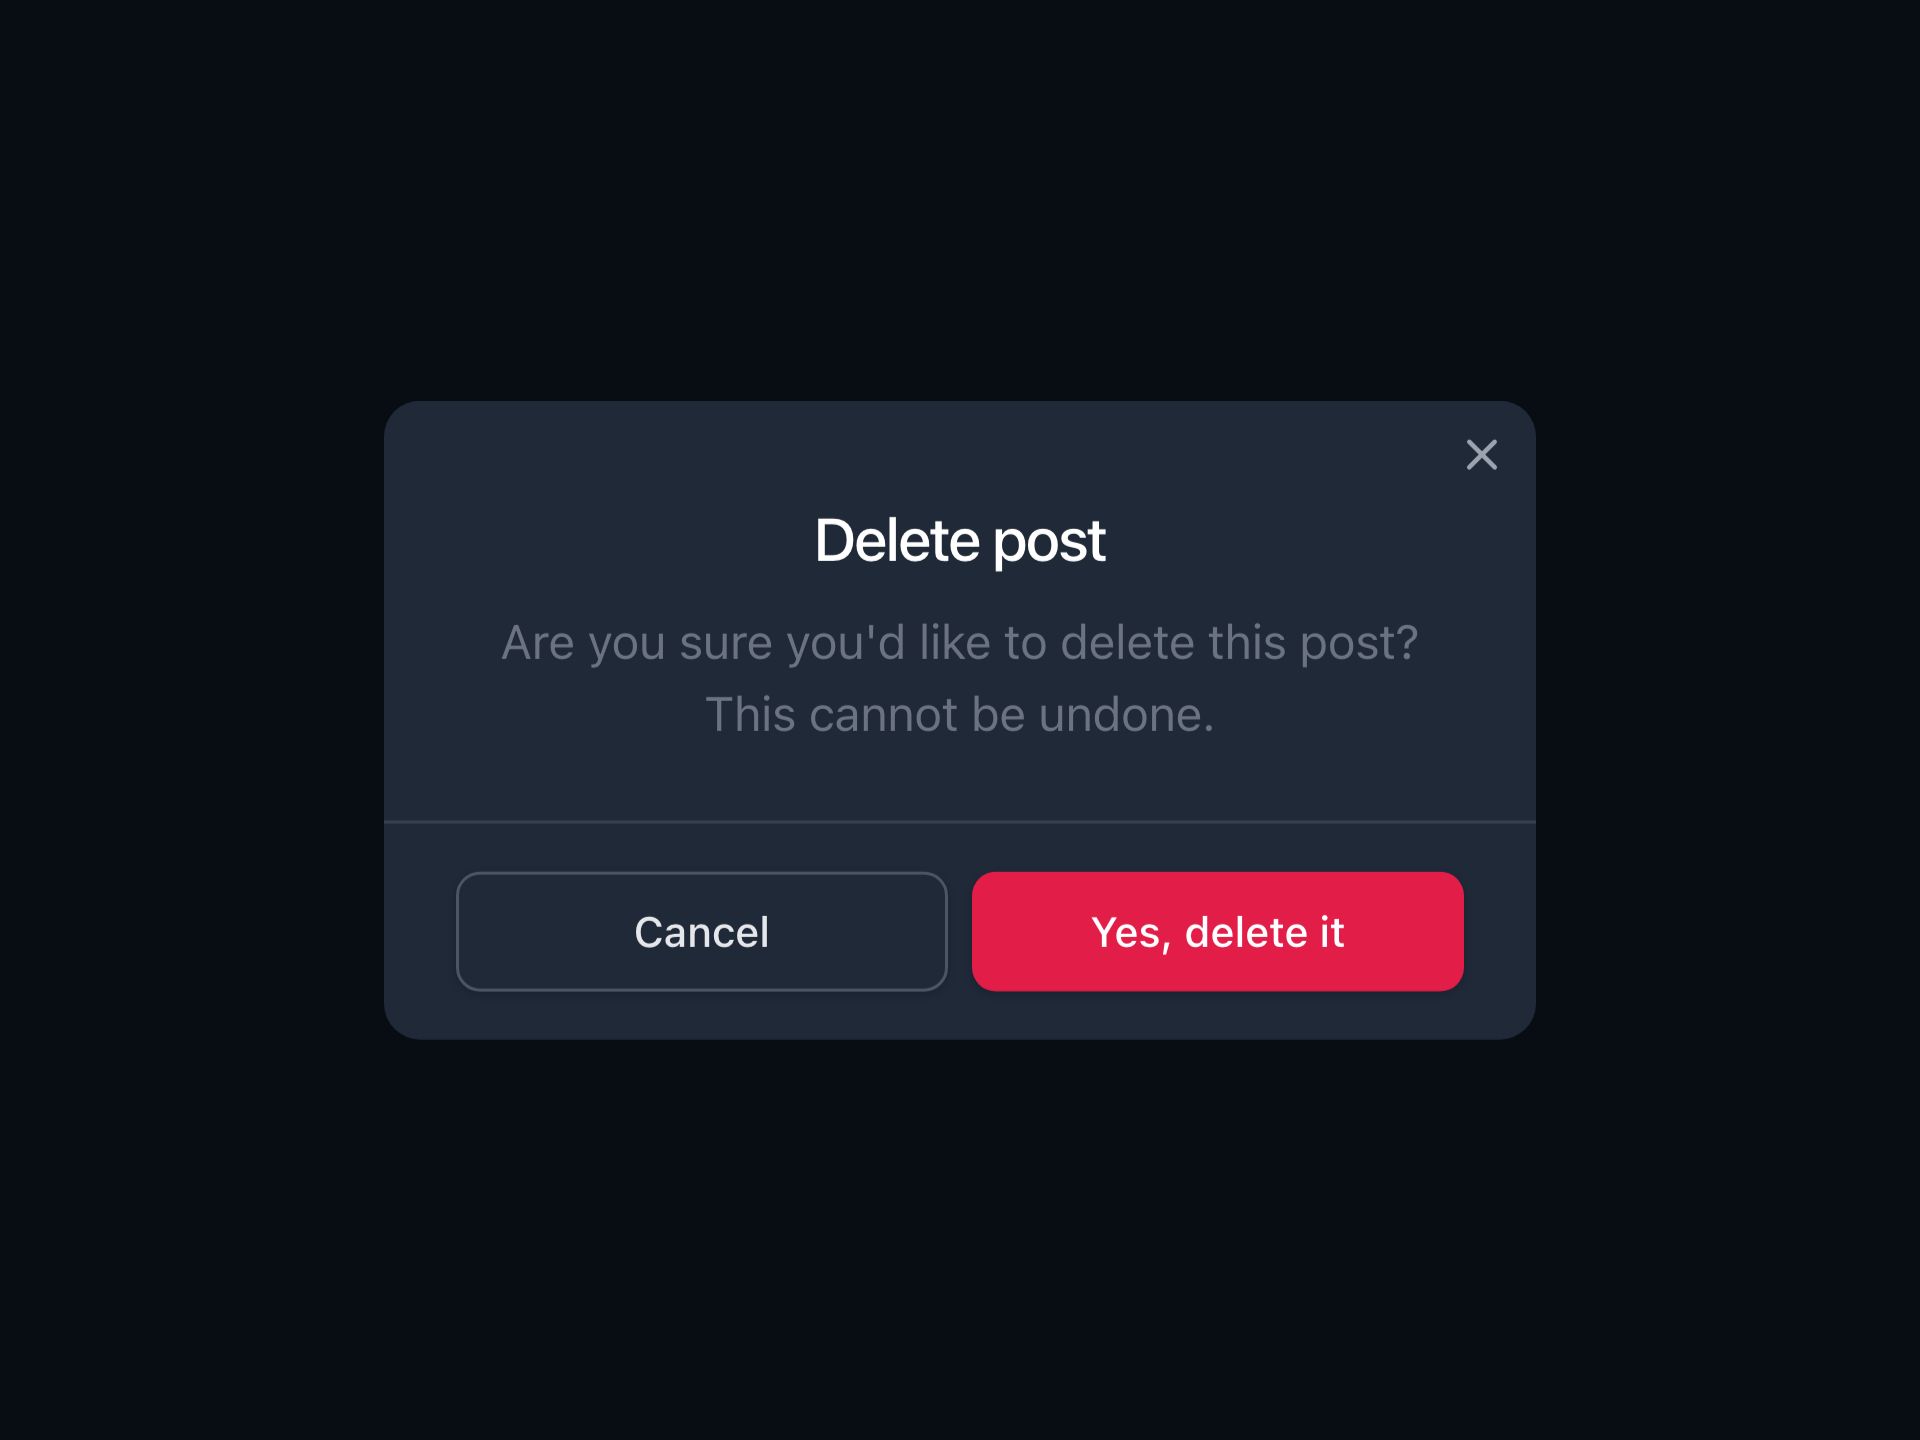 Delete post
Are you sure you'd like to delete this post?
This cannot be undone.
Cancel
Yes, delete it